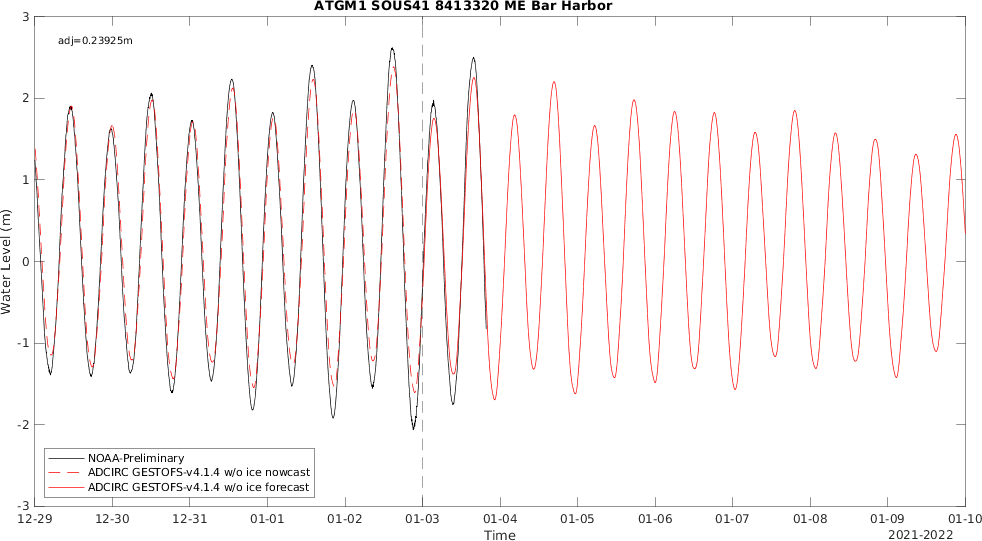 ATGM1 SOUS41 8413320 ME Bar Harbor
adj=0.23925m
3
2
1
0
-1
-2
-3
Water Level (m)
NOAA-Preliminary
ADCIRC GESTOFS-v4.1.4 w/o ice nowcast
ADCIRC GESTOFS-v4.1.4 w/o ice forecast
12-29 12-30 12-31 01-01 01-02 01-03 01-04 01-05 01-06 01-07 01-08 01-09 01-10
Time
2021-2022